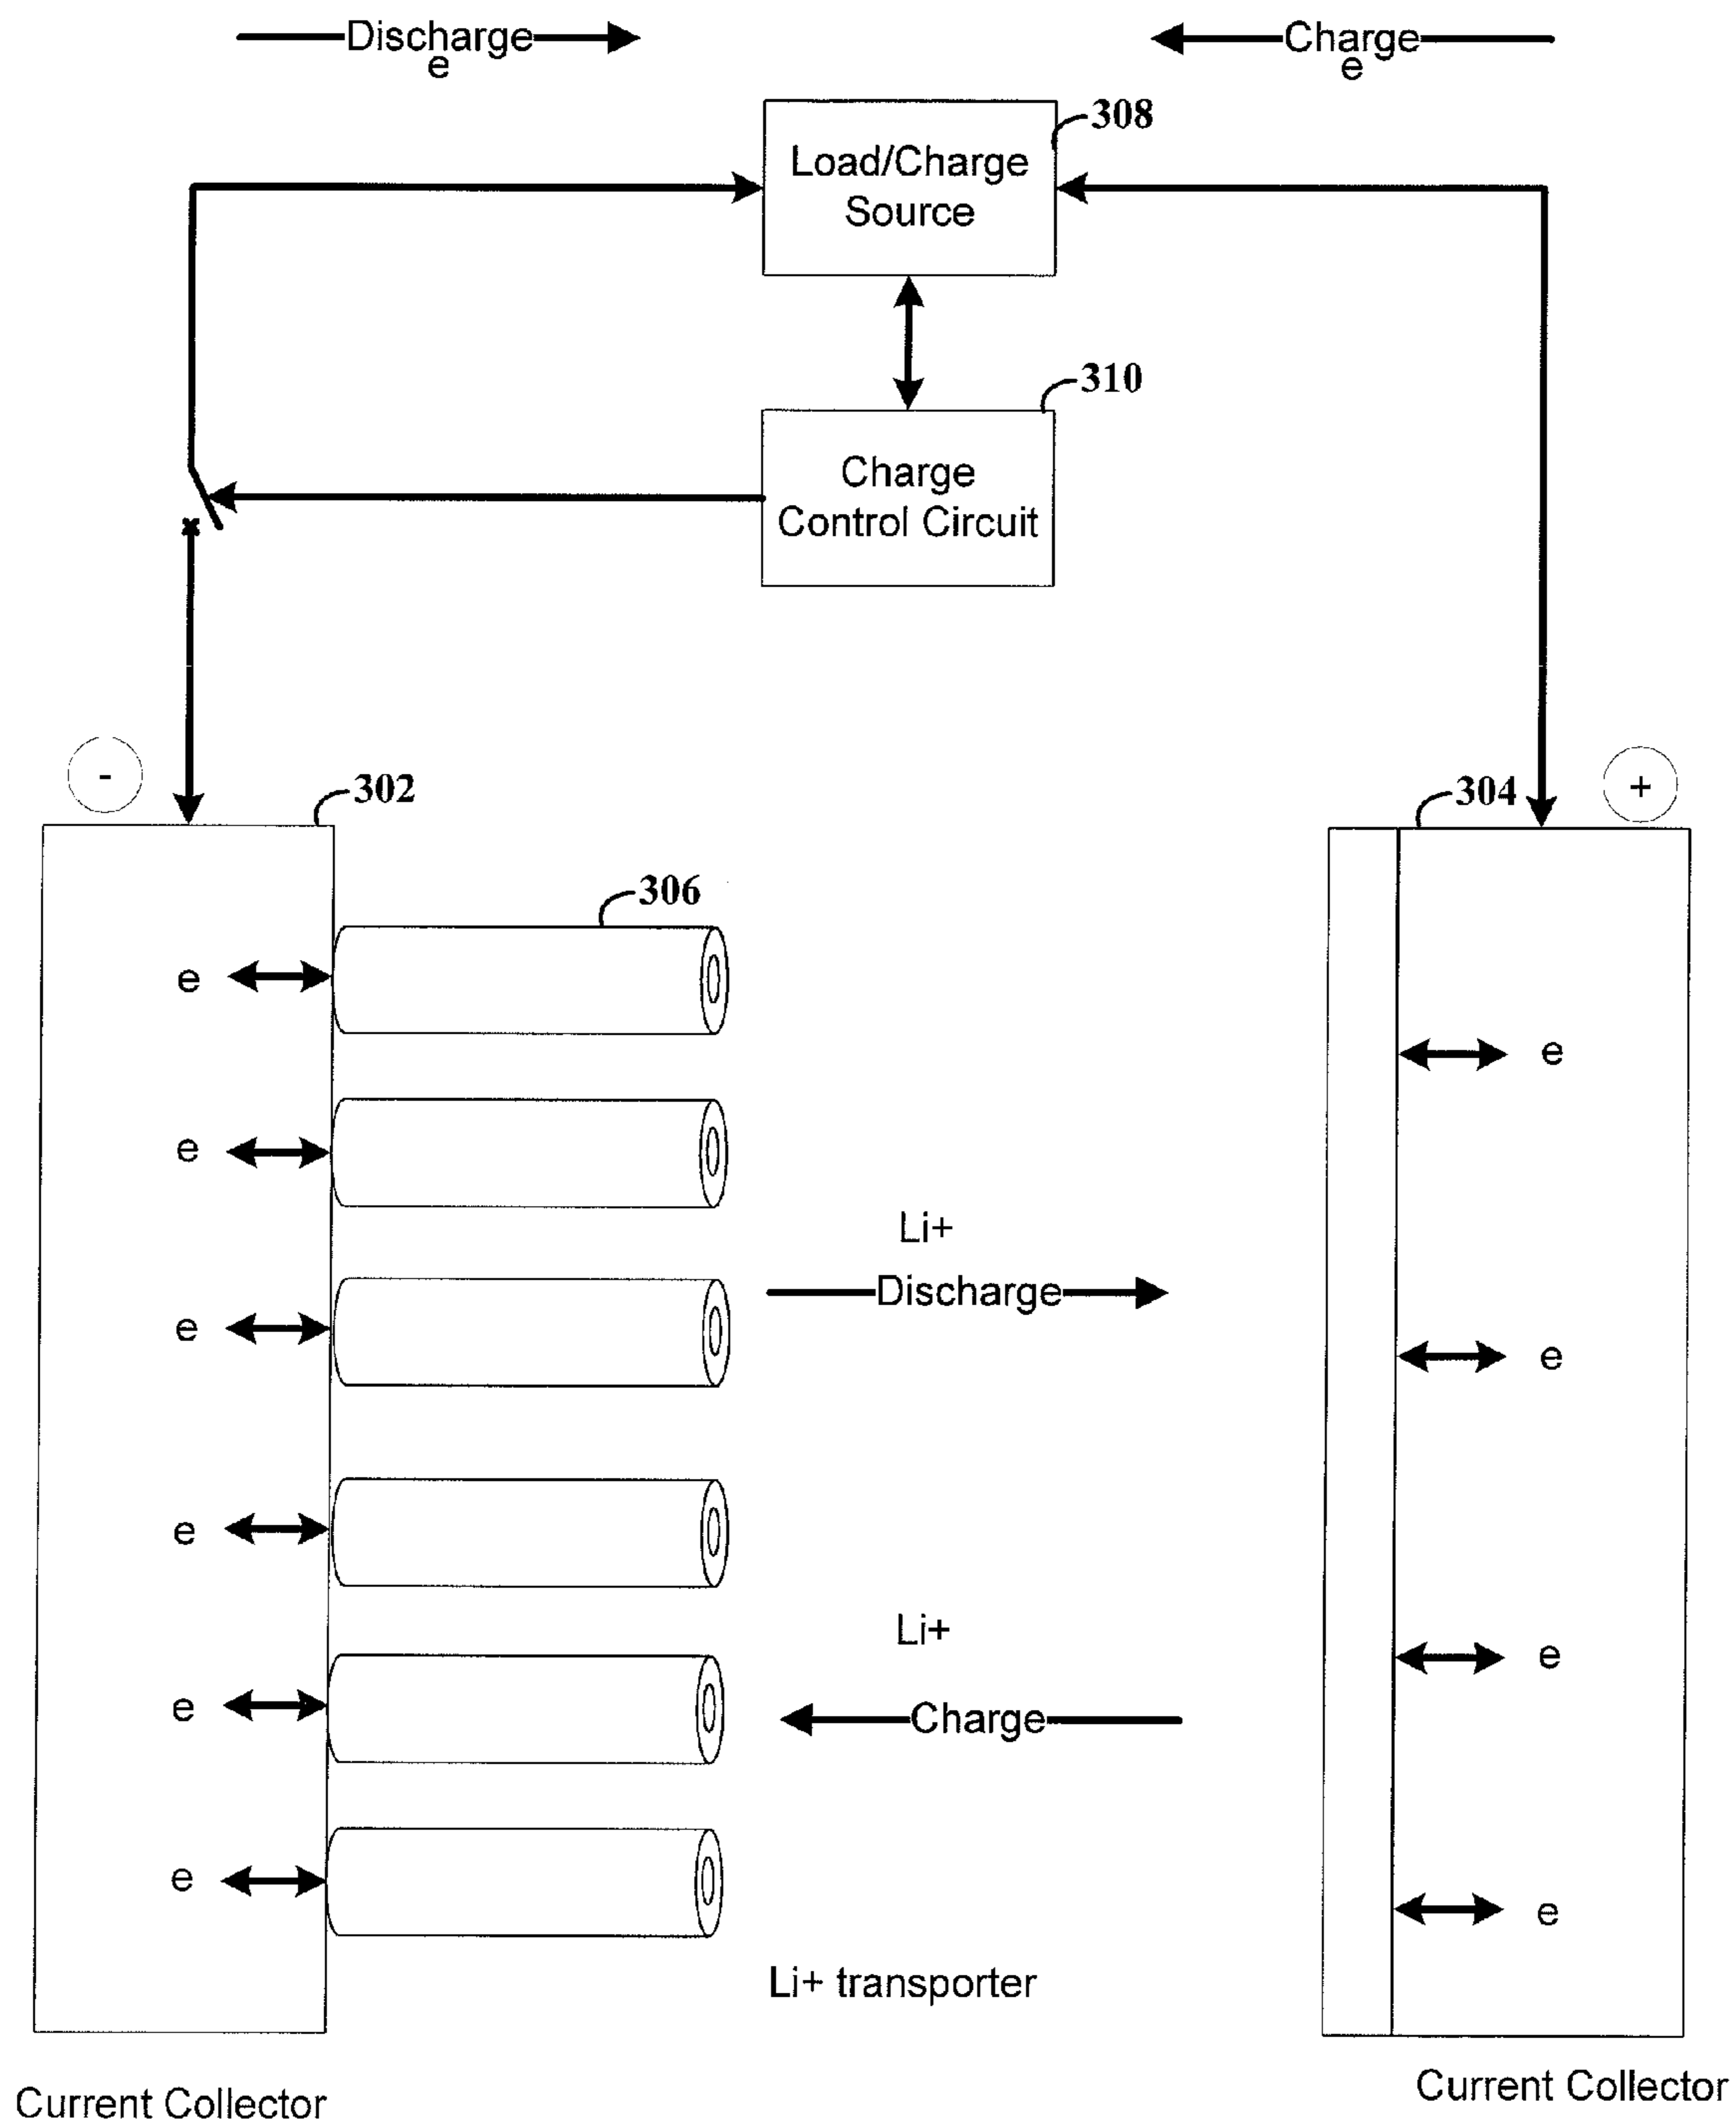 Discharge
e
Charge
e
308
Load/Charge
Source
310
Charge
Control Circuit
-
302
304
+
306
e
e
e
e
Li+
Discharge
e
e
e
Li+
e
e
Charge
e
e
Li+ transporter
Current Collector
Current Collector